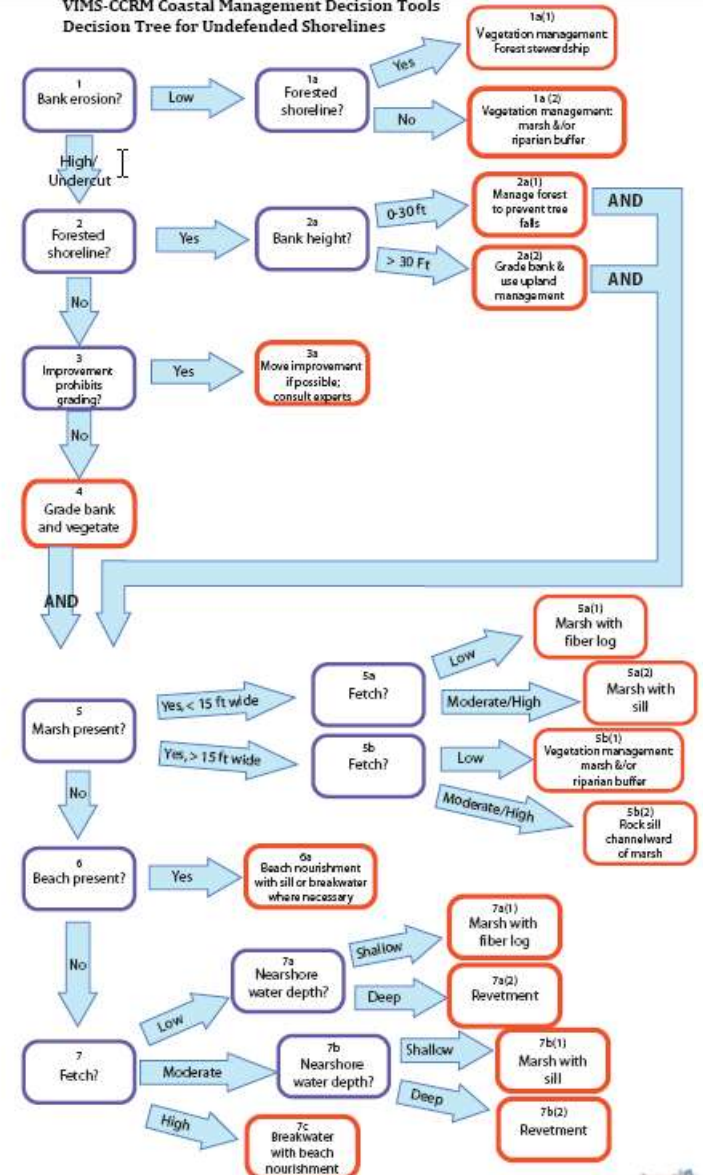 VIMS-CCRM Coastal Management Decision Tools
Decision Tree for Undefended Shorelines
1
Bank erosion?
Low
1a
Forested
shoreline?
Yes
1a(1)
Vegetation management:
Forest stewardship
No
1a (2)
Vegetation management:
marsh &/or
riparian buffer
High/
Undercut
2
Forested
shoreline?
Yes
2a
Bank height?
0-30 ft
2a(1)
Manage forest
to prevent tree
falls
AND
> 30 Ft
2a(2)
Grade bank &
use upland
management
AND
No
3
Improvement
prohibits
grading?
Yes
3a
Move improvement
if possible;
consult experts
No
4
Grade bank
and vegetate
AND
5
Marsh present?
Yes, < 15 ft wide
5a
Fetch?
Low
5a(1)
Marsh with
fiber log
Moderate/High
5a(2)
Marsh with
sill
Yes, > 15 ft wide
5b
Fetch?
Low
5b(1)
Vegetation management:
marsh &/or
riparian buffer
Moderate/High
5b(2)
Rock sill
channelward
of marsh
No
6
Beach present?
Yes
6a
Beach nourishment
with sill or breakwater
where necessary
No
7
Fetch?
Low
7a
Nearshore
water depth?
Shallow
7a(1)
Marsh with
fiber log
Deep
7a(2)
Revetment
Moderate
7b
Nearshore
water depth?
Shallow
7b(1)
Marsh with
sill
Deep
7b(2)
Revetment
High
7c
Breakwater
with beach
nourishment